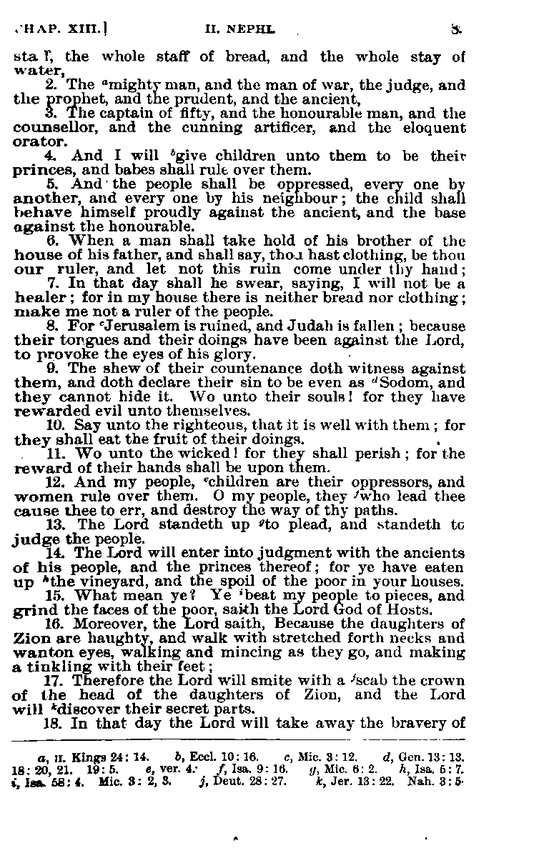 CHAP. XIII.] II. NEPHI.
staff, the whole staff of bread, and the whole stay of
water,
2. The ᵃmighty man, and the man of war, the judge, and
the prophet, and the prudent, and the ancient,
3. The captain of fifty, and the honourable man, and the
counsellor, and the cunning artificer, and the eloquent
orator.
4. And I will ᵇgive children unto them to be their
princes, and babes shall rule over them.
5. And the people shall be oppressed, every one by
another, and every one by his neighbour; the child shall
behave himself proudly against the ancient, and the base
against the honourable.
6. When a man shall take hold of his brother of the
house of his father, and shall say, thou hast clothing, be thou
our ruler, and let not this ruin come under thy hand;
7. In that day shall he swear, saying, I will not be a
healer; for in my house there is neither bread nor clothing;
make me not a ruler of the people.
8. For ᶜJerusalem is ruined, and Judah is fallen; because
their tongues and their doings have been against the Lord,
to provoke the eyes of his glory.
9. The shew of their countenance doth witness against
them, and doth declare their sin to be even as ᵈSodom, and
they cannot hide it. Wo unto their souls! for they have
rewarded evil unto themselves.
10. Say unto the righteous, that it is well with them; for
they shall eat the fruit of their doings.
11. Wo unto the wicked! for they shall perish; for the
reward of their hands shall be upon them.
12. And my people, ᵉchildren are their oppressors, and
women rule over them. O my people, they ᶠwho lead thee
cause thee to err, and destroy the way of thy paths.
13. The Lord standeth up ᵍto plead, and standeth to
judge the people.
14. The Lord will enter into judgment with the ancients
of his people, and the princes thereof; for ye have eaten
up ʰthe vineyard, and the spoil of the poor in your houses.
15. What mean ye? Ye ⁱbeat my people to pieces, and
grind the faces of the poor, saith the Lord God of Hosts.
16. Moreover, the Lord saith, Because the daughters of
Zion are haughty, and walk with stretched forth necks and
wanton eyes, walking and mincing as they go, and making
a tinkling with their feet;
17. Therefore the Lord will smite with a ʲscab the crown
of the head of the daughters of Zion, and the Lord
will ᵏdiscover their secret parts.
18. In that day the Lord will take away the bravery of
a, II. Kings 24: 14. b, Eccl. 10: 16. c, Mic. 3: 12. d, Gen. 13: 13.
18: 20, 21. 19: 5. e, ver. 4. f, Isa. 9: 16. g, Mic. 6: 2. h, Isa. 5: 7.
i, Isa. 58: 4. Mic. 3: 2, 3. j, Deut. 28: 27. k, Jer. 13: 22. Nah. 3: 5.